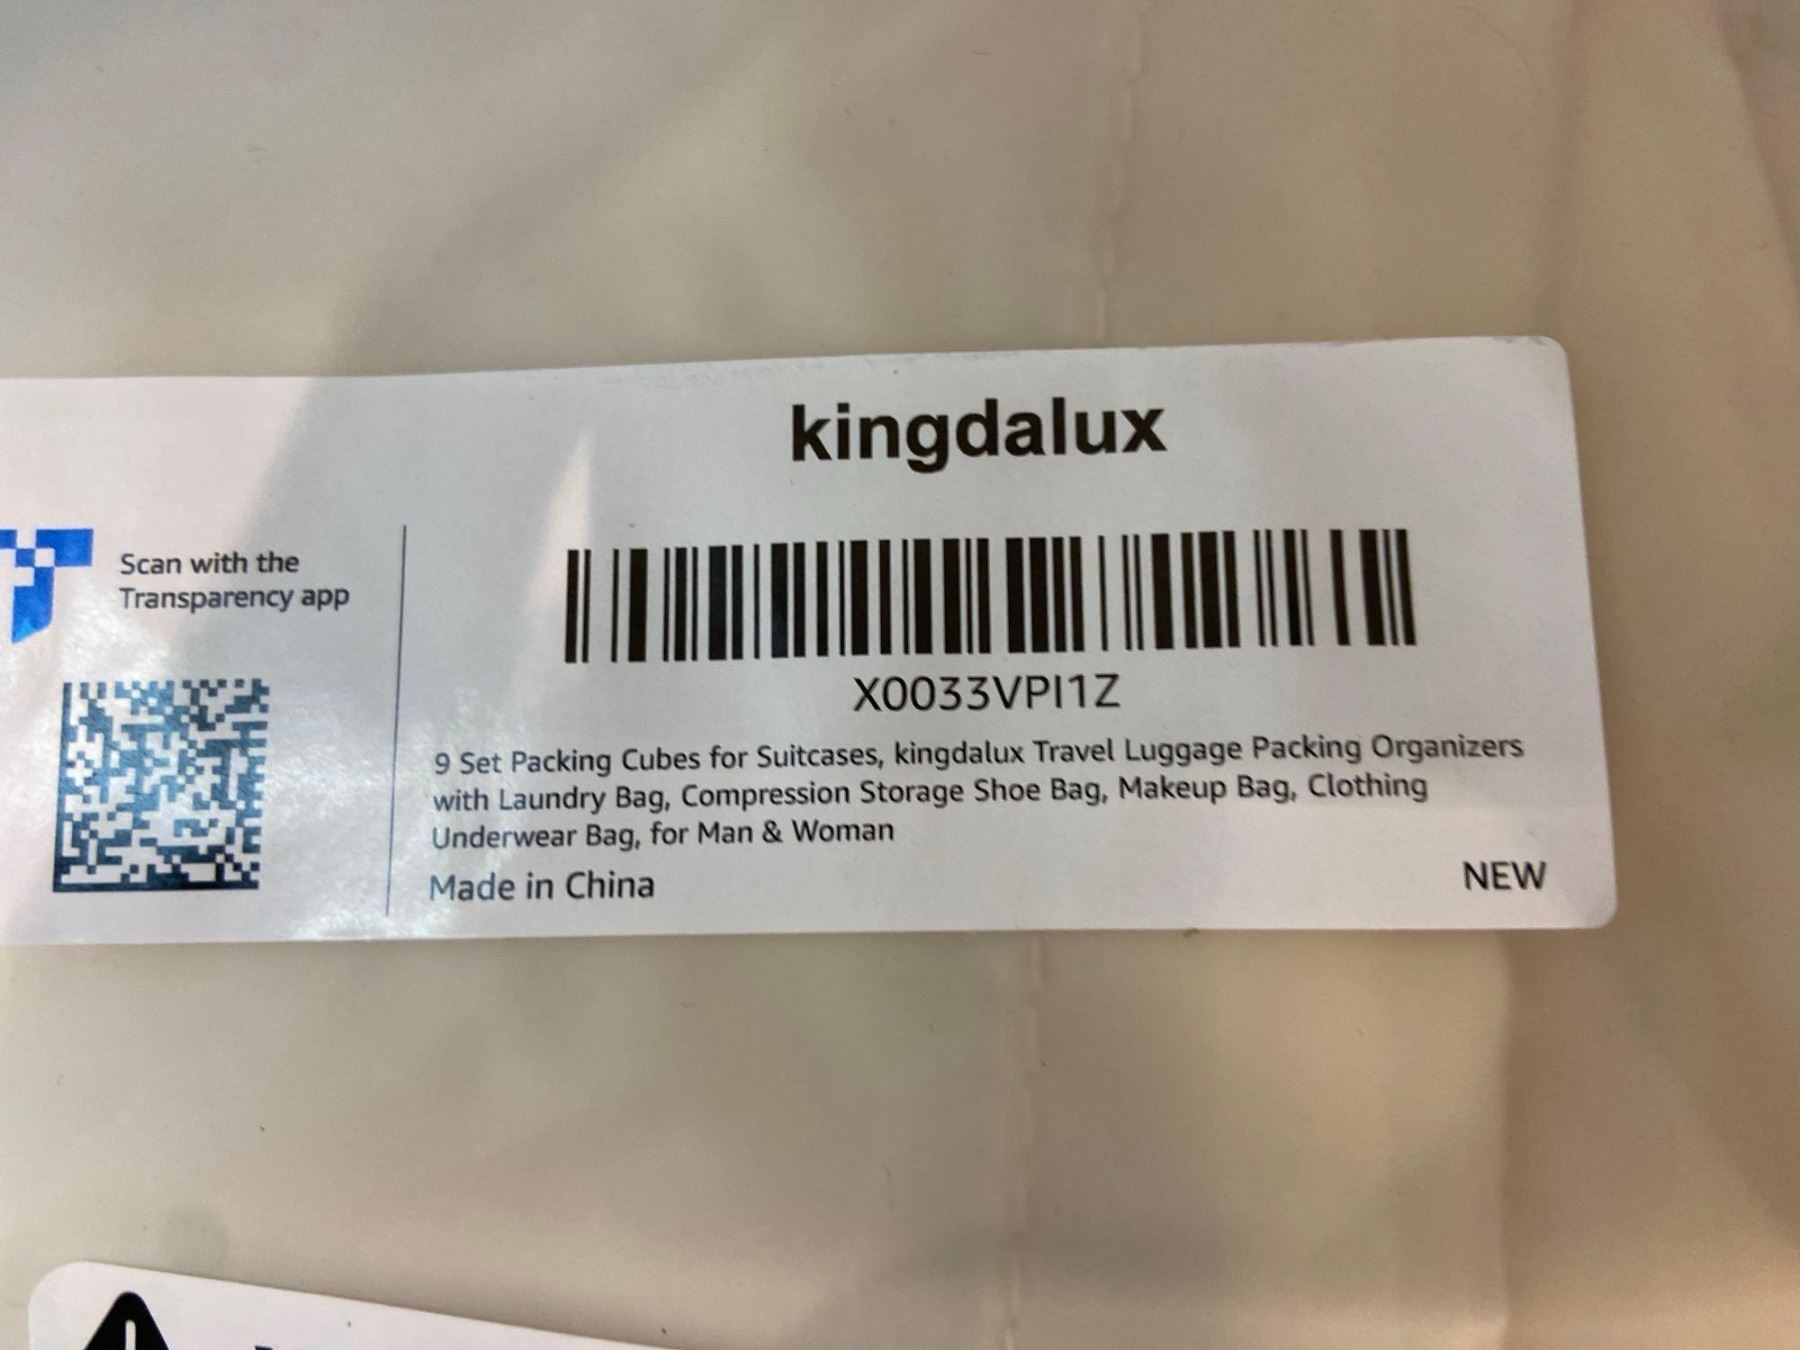 kingdalux
Scan with the
Transparency app
X0033VPI1Z
9 Set Packing Cubes for Suitcases, kingdalux Travel Luggage Packing Organizers
with Laundry Bag, Compression Storage Shoe Bag, Makeup Bag, Clothing
Underwear Bag, for Man & Woman
Made in China
NEW